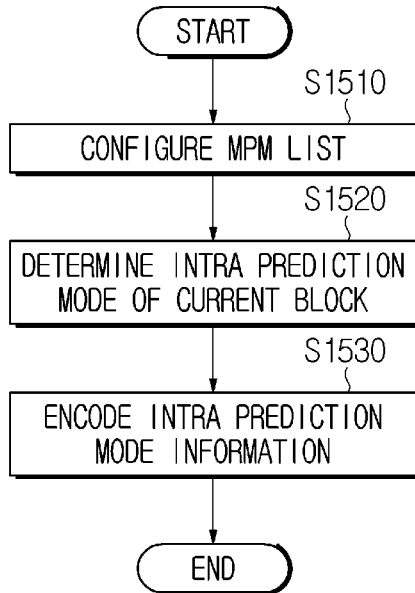 START
S1510
CONFIGURE MPM LIST
S1520
DETERMINE INTRA PREDICTION
MODE OF CURRENT BLOCK
S1530
ENCODE INTRA PREDICTION
MODE INFORMATION
END